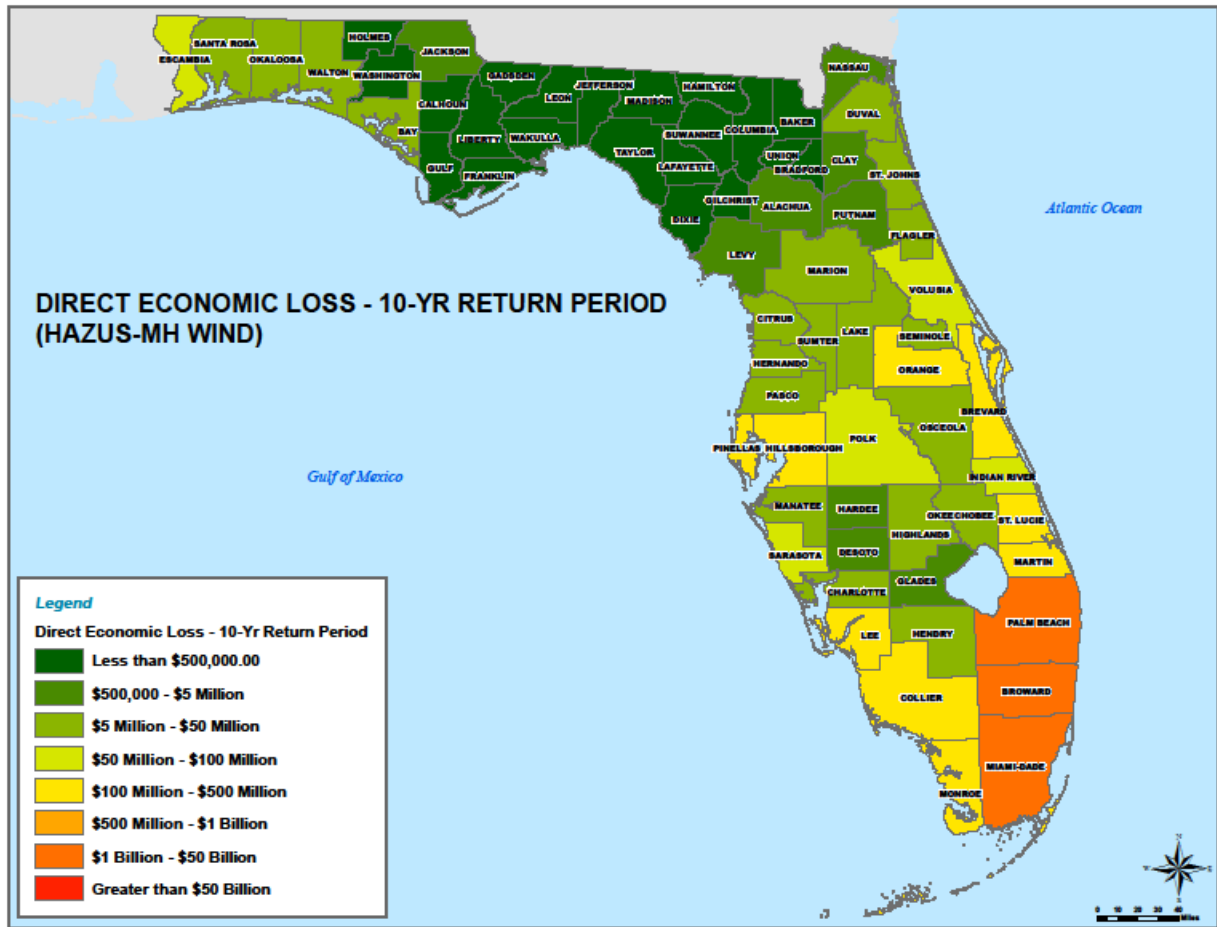 HOLMES
SANTA ROSA
JACKSON
ESCAMBIA
OKALOOSA
WALTON
WASHINGTON
GADSDEN
JEFFERSON
HAMILTON
NASSAU
CALHOUN
LEON
MADISON
BAKER
DUVAL
BAY
LIBERTY
WAKULLA
SUWANNEE
COLUMBIA
TAYLOR
UNION
CLAY
GULF
FRANKLIN
LAFAYETTE
BRADFORD
ST. JOHNS
DIXIE
GILCHRIST
ALACHUA
PUTNAM
Atlantic Ocean
FLAGLER
LEVY
MARION
VOLUSIA
DIRECT ECONOMIC LOSS - 10-YR RETURN PERIOD
(HAZUS-MH WIND)
CITRUS
SUMTER
LAKE
SEMINOLE
HERNANDO
ORANGE
PASCO
BREVARD
OSCEOLA
POLK
PINELLAS
HILLSBOROUGH
Gulf of Mexico
INDIAN RIVER
MANATEE
HARDEE
OKEECHOBEE
ST. LUCIE
HIGHLANDS
SARASOTA
DESOTO
MARTIN
GLADES
CHARLOTTE
PALM BEACH
LEE
HENDRY
COLLIER
BROWARD
MIAMI-DADE
MONROE
Legend
Direct Economic Loss - 10-Yr Return Period
Less than $500,000.00
$500,000 - $5 Million
$5 Million - $50 Million
$50 Million - $100 Million
$100 Million - $500 Million
$500 Million - $1 Billion
$1 Billion - $50 Billion
Greater than $50 Billion
N
W E
S
0 10 20 30 40
Miles